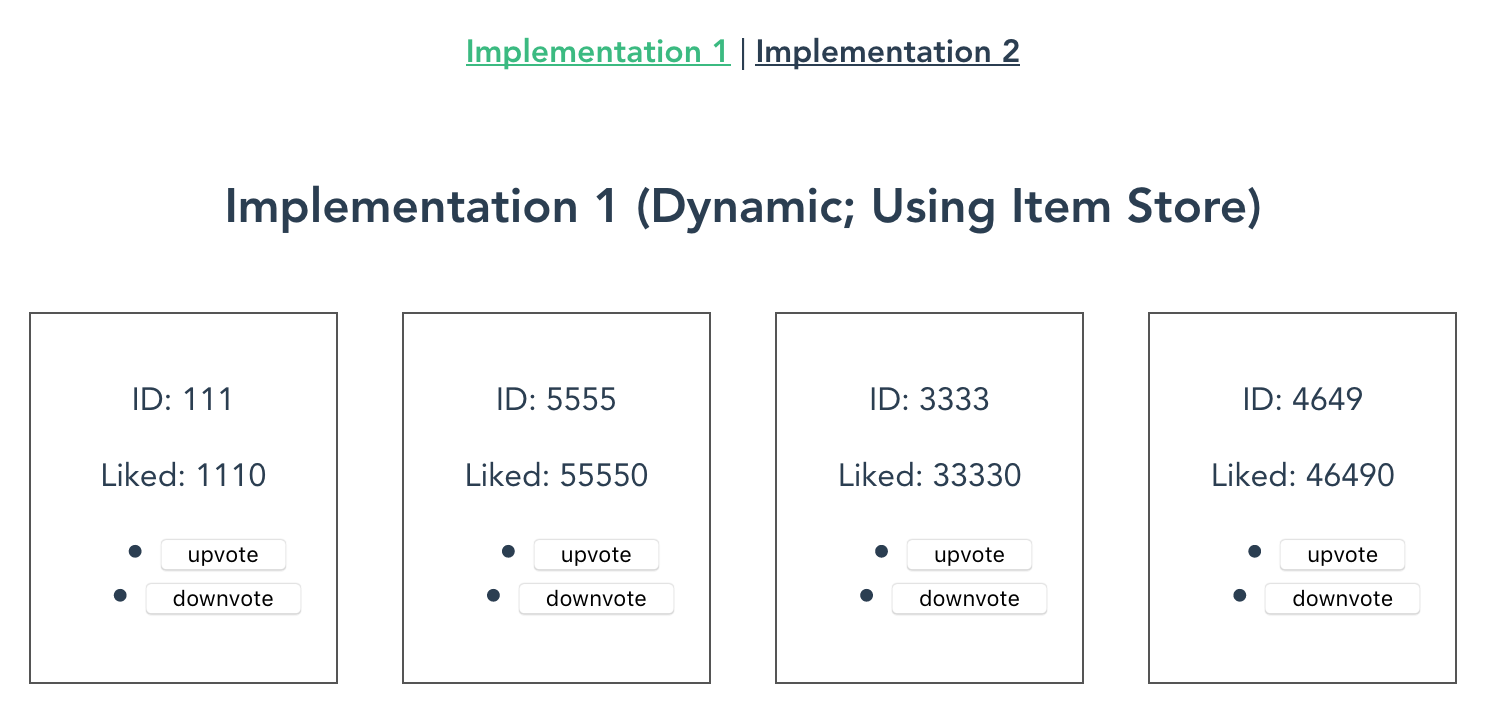 Implementation 1 | Implementation 2
Implementation 1 (Dynamic; Using Item Store)
ID: 111
Liked: 1110
upvote
downvote
ID: 5555
Liked: 55550
upvote
downvote
ID: 3333
Liked: 33330
upvote
downvote
ID: 4649
Liked: 46490
upvote
downvote